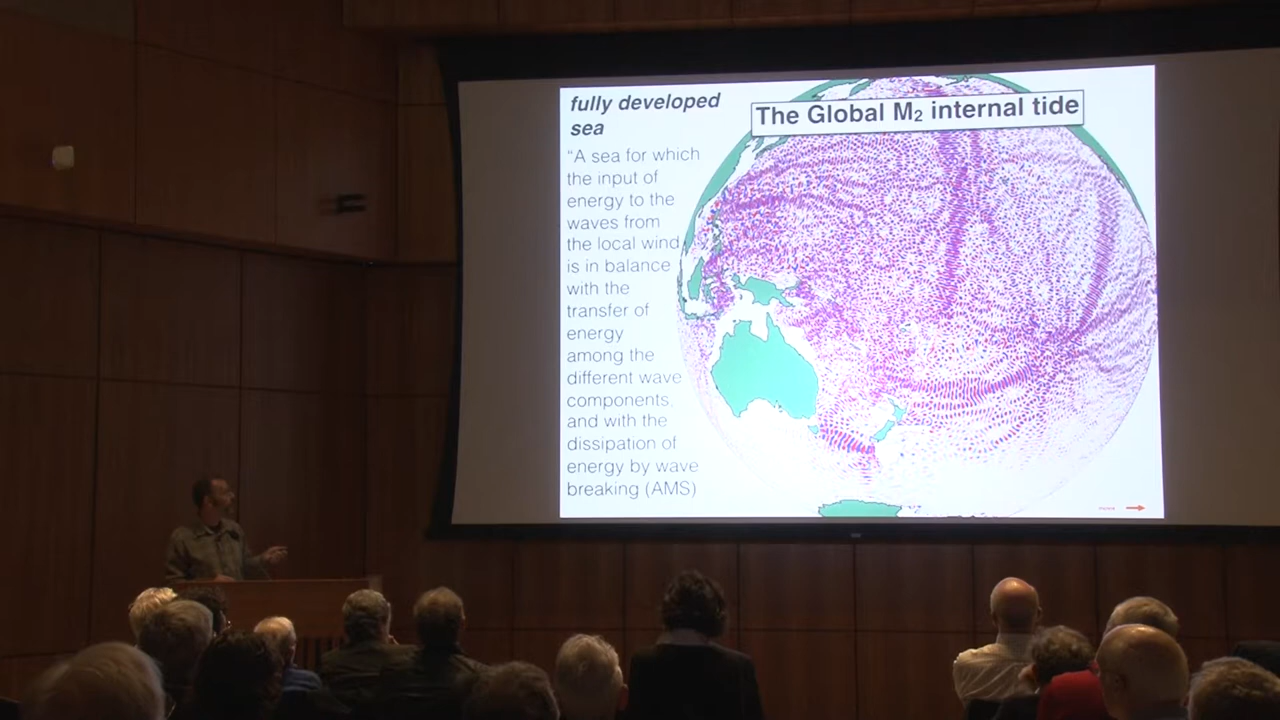 fully developed
sea
The Global M₂ internal tide
“A sea for which
the input of
energy to the
waves from
the local wind
is in balance
with the
transfer of
energy
among the
different wave
components,
and with the
dissipation of
energy by wave
breaking (AMS)